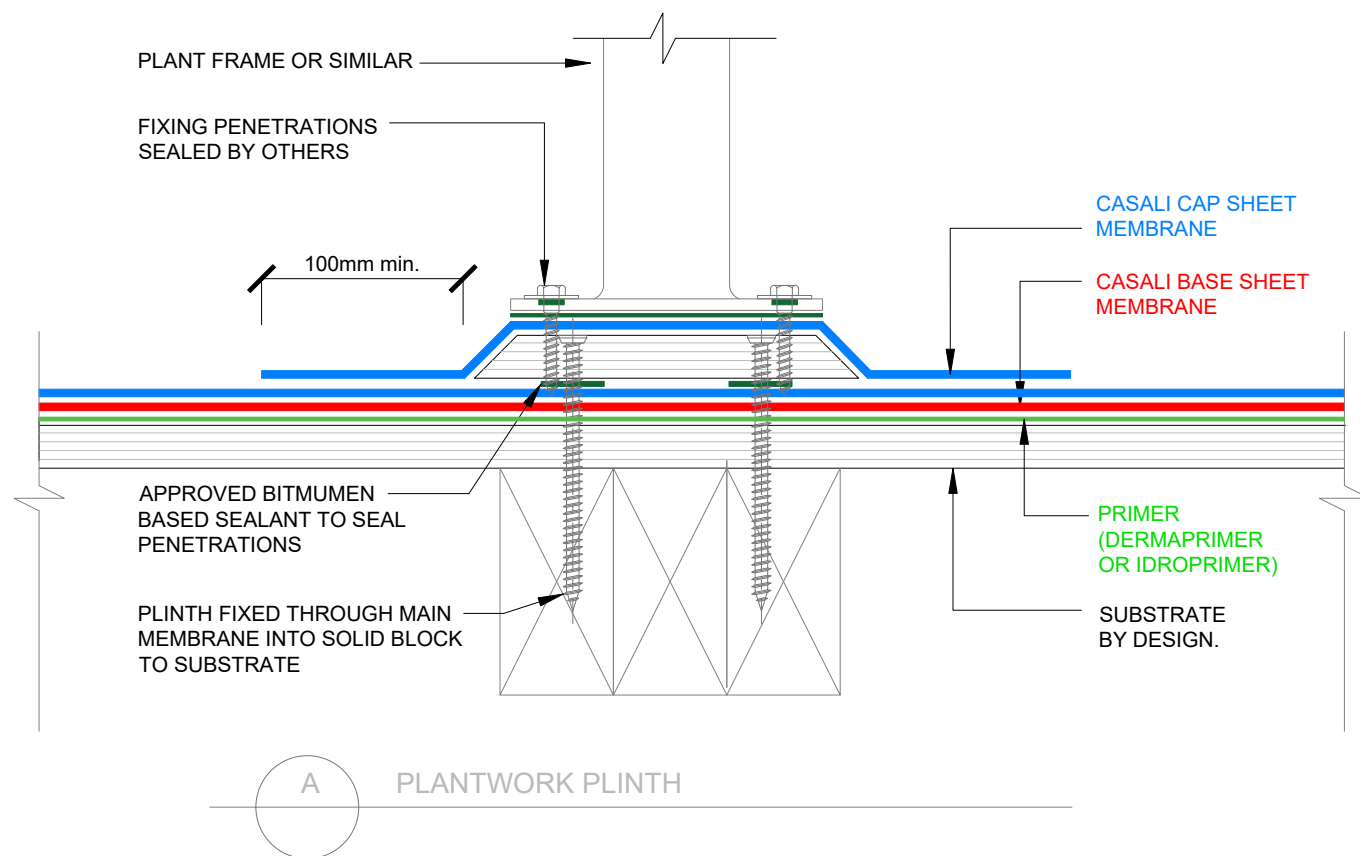 PLANT FRAME OR SIMILAR
FIXING PENETRATIONS
SEALED BY OTHERS
100mm min.
CASALI CAP SHEET
MEMBRANE
CASALI BASE SHEET
MEMBRANE
APPROVED BITMUMEN
BASED SEALANT TO SEAL
PENETRATIONS
PLINTH FIXED THROUGH MAIN
MEMBRANE INTO SOLID BLOCK
TO SUBSTRATE
PRIMER
(DERMAPRIMER
OR IDROPRIMER)
SUBSTRATE
BY DESIGN.
A
PLANTWORK PLINTH